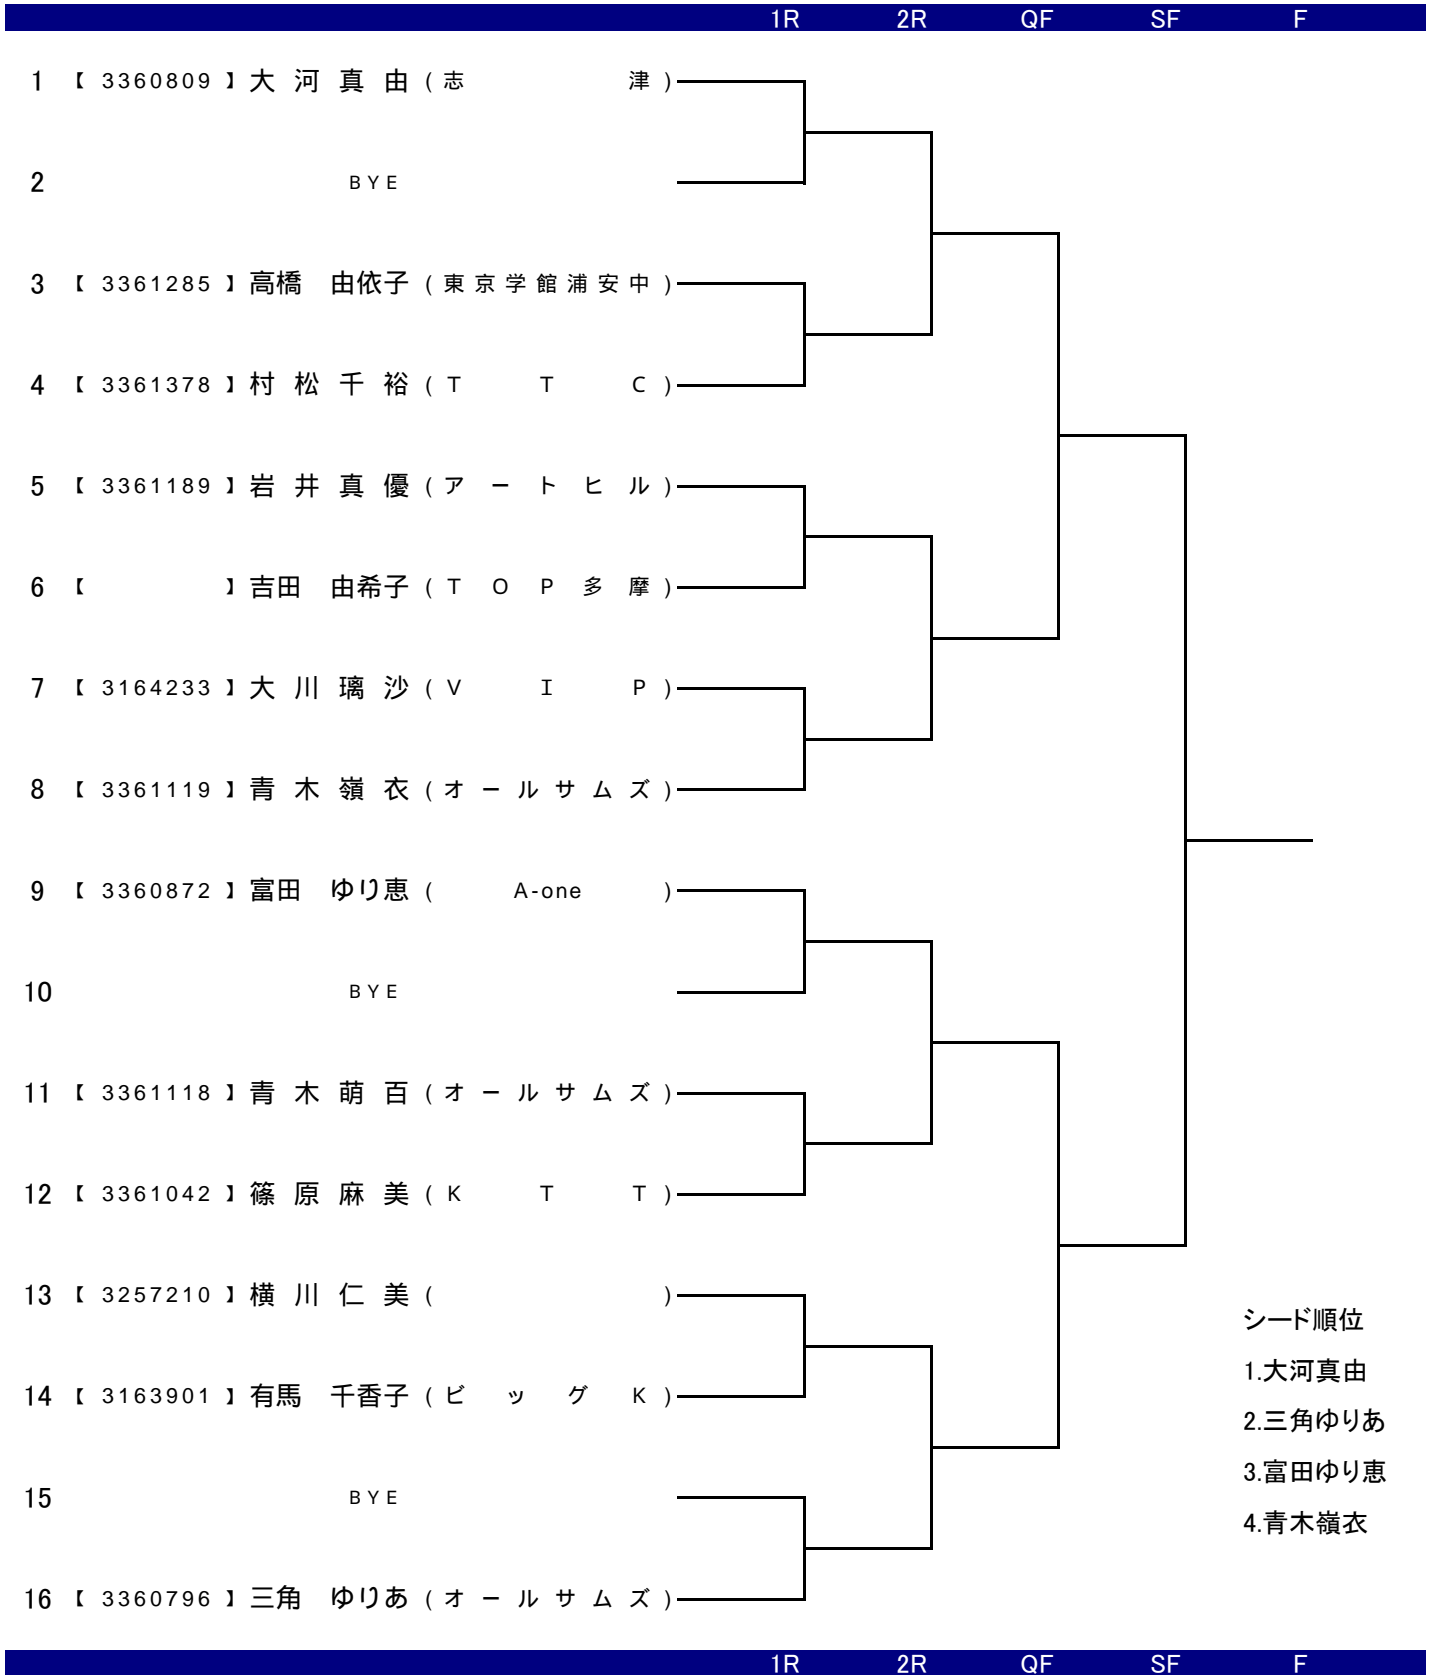 1R 2R QF SF F
1 【 3360809 】 大河真由 (志津)
2 BYE
3 【 3361285 】 高橋 由依子 (東京学館浦安中)
4 【 3361378 】 村松千裕 (TTC)
5 【 3361189 】 岩井真優 (アートヒル)
6 【 】 吉田 由希子 (TOP多摩)
7 【 3164233 】 大川璃沙 (VIP)
8 【 3361119 】 青木嶺衣 (オールサムズ)
9 【 3360872 】 富田 ゆり恵 (A-one)
10 BYE
11 【 3361118 】 青木萌百 (オールサムズ)
12 【 3361042 】 篠原麻美 (KTT)
13 【 3257210 】 横川仁美 ( )
14 【 3163901 】 有馬 千香子 (ビッグK)
15 BYE
16 【 3360796 】 三角 ゆりあ (オールサムズ)
シード順位
1.大河真由
2.三角ゆりあ
3.富田ゆり恵
4.青木嶺衣
1R 2R QF SF F